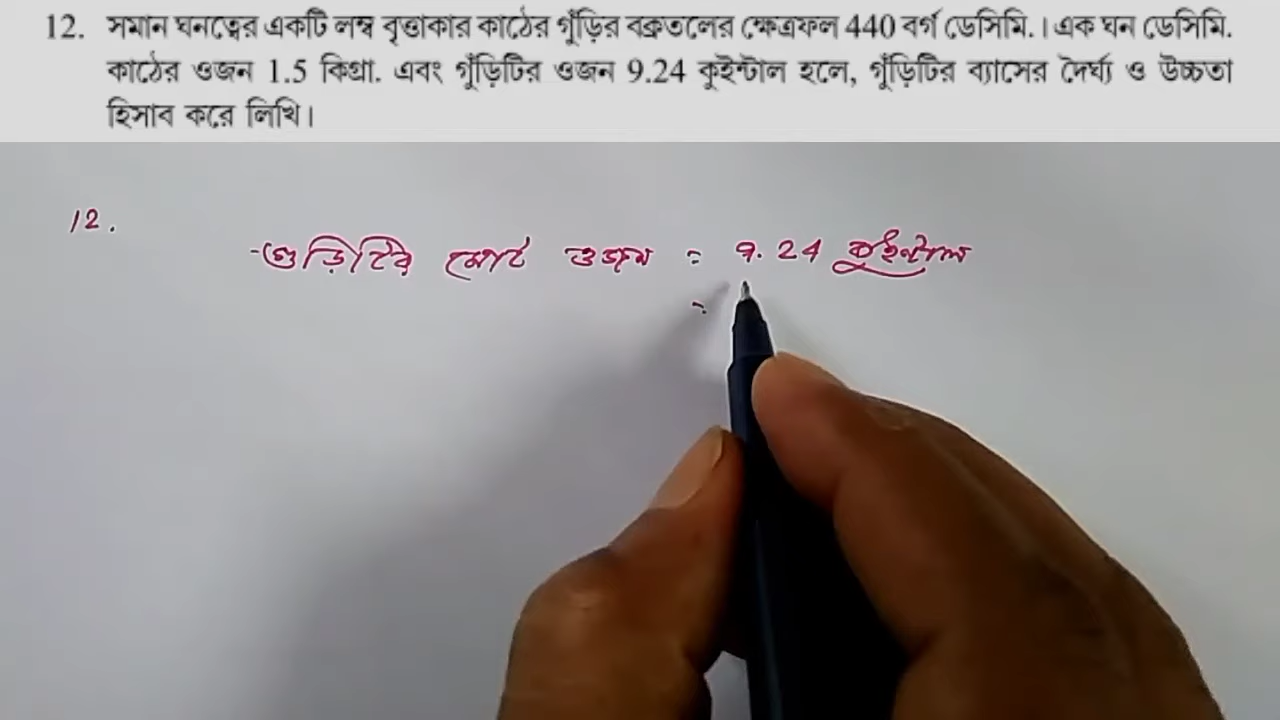 12. সমান ঘনত্বের একটি লম্ব বৃত্তাকার কাঠের গুঁড়ির বক্রতলের ক্ষেত্রফল 440 বর্গ ডেসিমি.। এক ঘন ডেসিমি.
কাঠের ওজন 1.5 কিগ্রা. এবং গুঁড়িটির ওজন 9.24 কুইন্টাল হলে, গুঁড়িটির ব্যাসের দৈর্ঘ্য ও উচ্চতা
হিসাব করে লিখি।
12.
গুড়িটির মোট ওজন = 9.24 কুইন্টাল
=